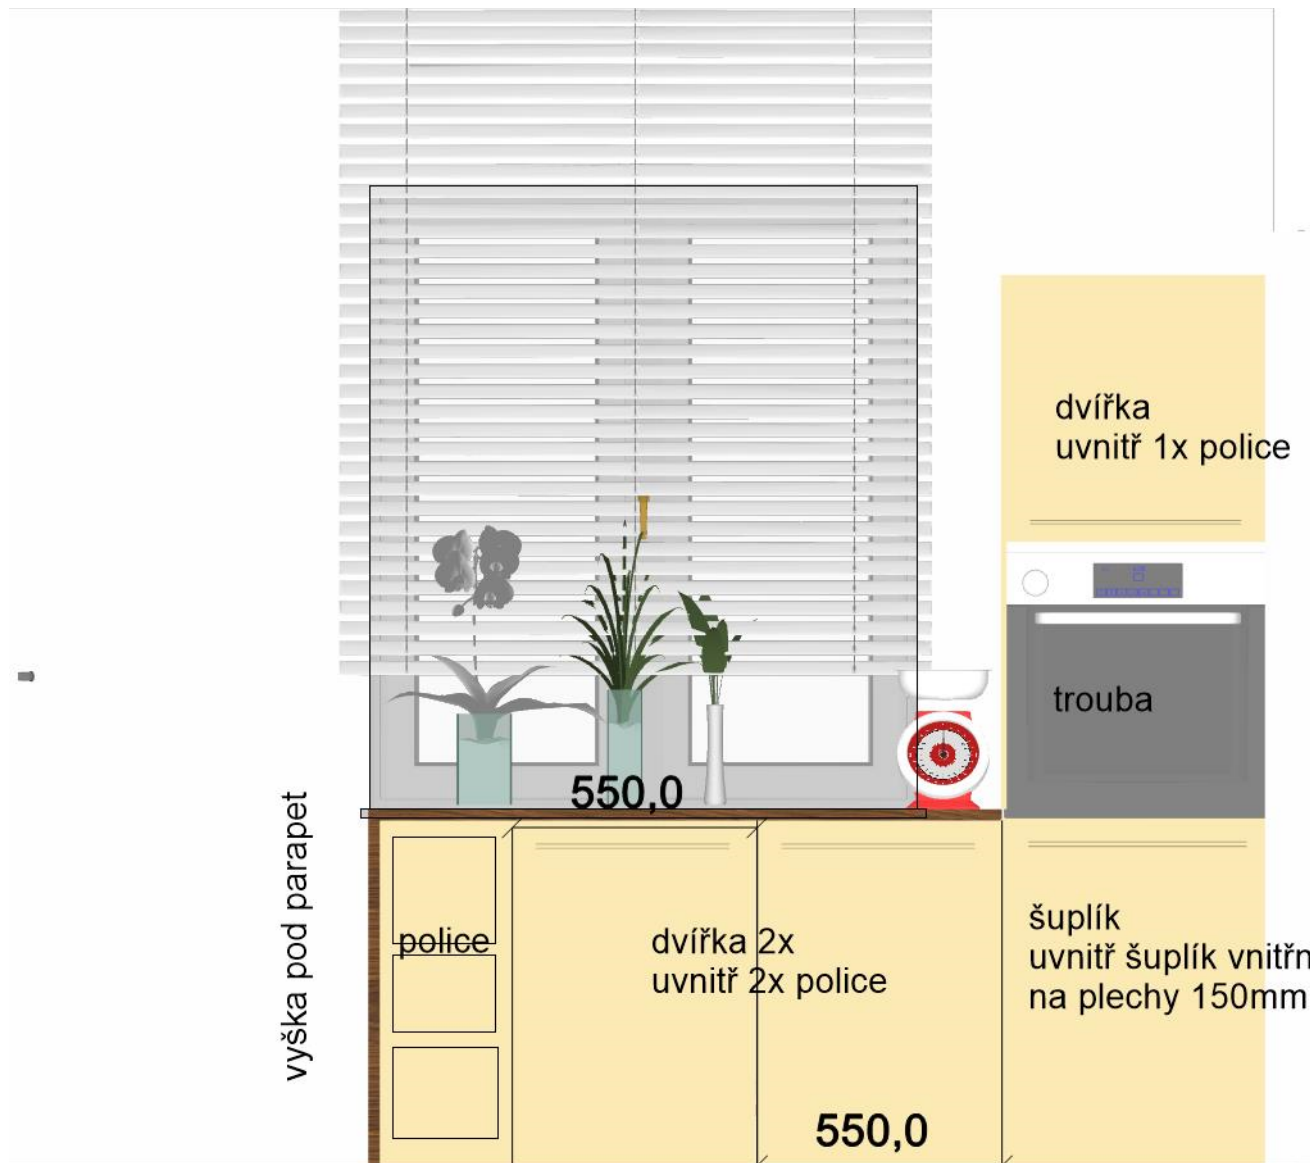 dvířka
uvnitř 1x police
trouba
550,0
výška pod parapet
police
dvířka 2x
uvnitř 2x police
šuplík
uvnitř šuplík vnitřn
na plechy 150mm
550,0